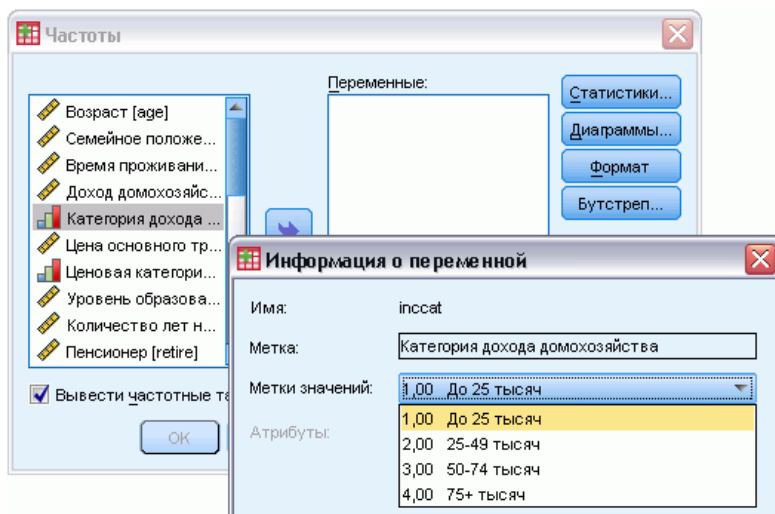 Частоты
Переменные:
Возраст [age]
Семейное положе...
Время проживани...
Доход домохозяйс...
Категория дохода ...
Цена основного тр...
Ценовая категори...
Уровень образова...
Количество лет н...
Пенсионер [retire]
Статистики...
Диаграммы...
Формат
Бутстреп...
Вывести частотные та
OK
Информация о переменной
Имя: inccat
Метка: Категория дохода домохозяйства
Метки значений: 1,00 До 25 тысяч
Атрибуты:
1,00 До 25 тысяч
2,00 25-49 тысяч
3,00 50-74 тысяч
4,00 75+ тысяч